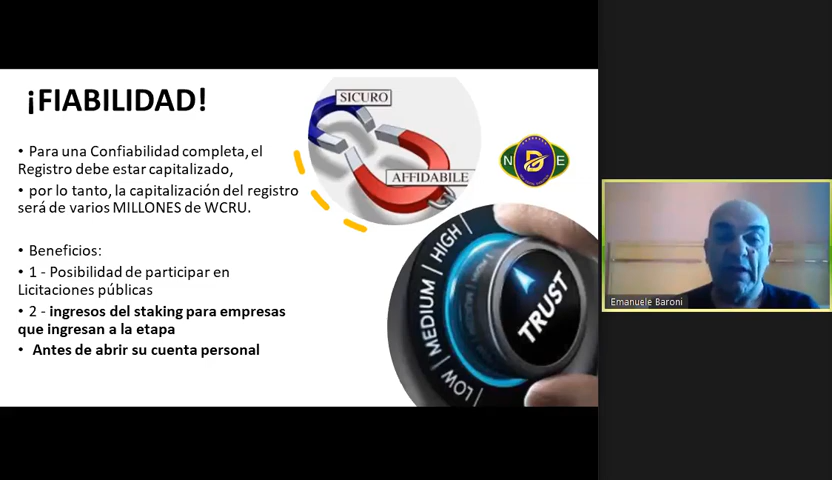 ¡FIABILIDAD!
SICURO
AFFIDABILE
• Para una Confiabilidad completa, el
Registro debe estar capitalizado,
• por lo tanto, la capitalización del registro
será de varios MILLONES de WCRU.
• Beneficios:
• 1 - Posibilidad de participar en
Licitaciones públicas
• 2 - ingresos del staking para empresas
que ingresan a la etapa
• Antes de abrir su cuenta personal
N D E
LOW | MEDIUM | HIGH |
TRUST
Emanuele Baroni